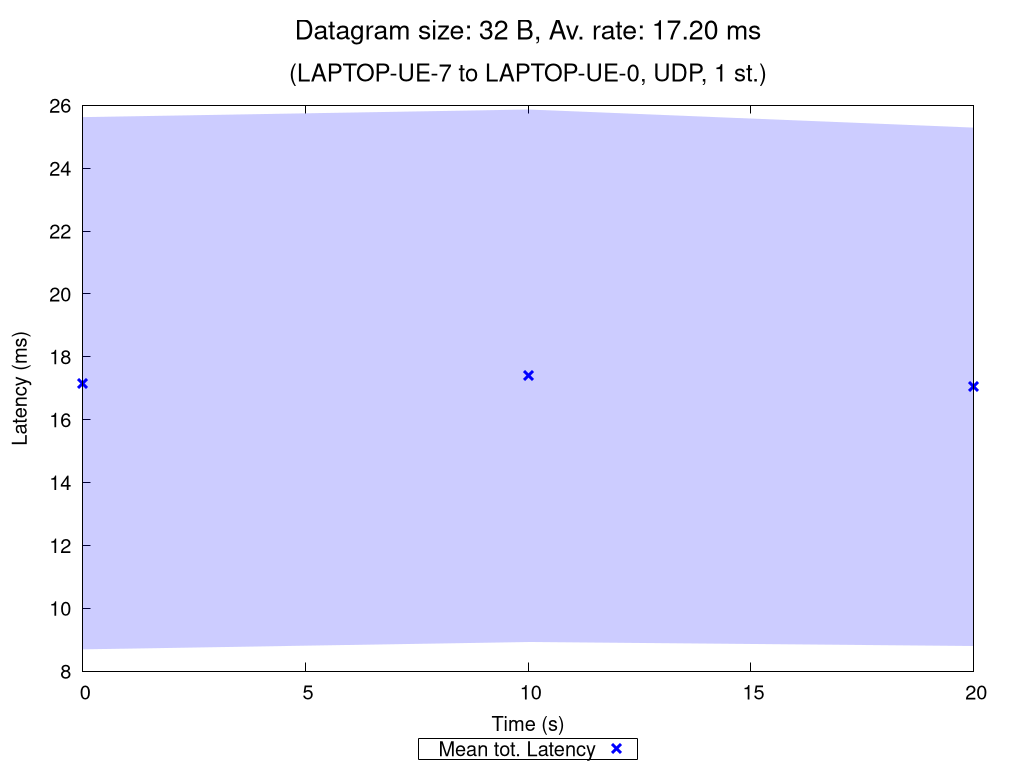 Datagram size: 32 B, Av. rate: 17.20 ms
(LAPTOP-UE-7 to LAPTOP-UE-0, UDP, 1 st.)
26
24
22
20
18
16
14
12
10
8
Latency (ms)
0 5 10 15 20
Time (s)
Mean tot. Latency